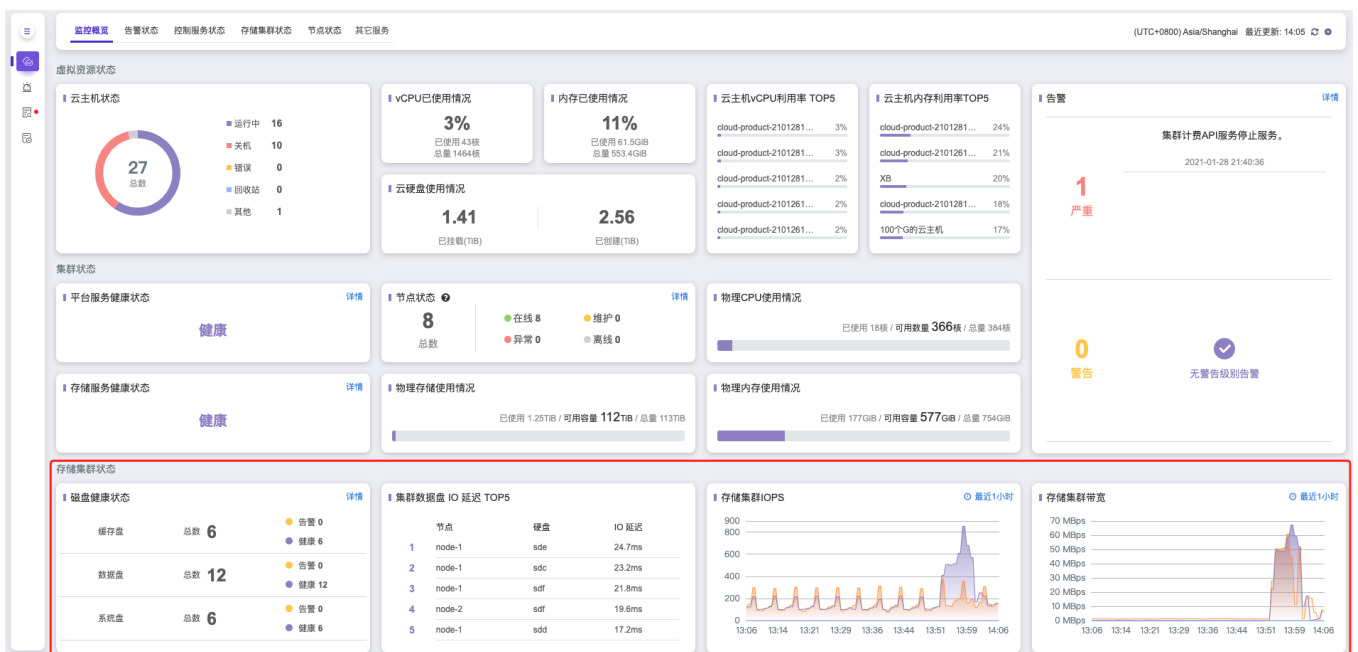 监控概览 告警状态 控制服务状态 存储集群状态 节点状态 其它服务
(UTC+0800) Asia/Shanghai 最近更新: 14:05
虚拟资源状态
云主机状态
27
总数
运行中 16
关机 10
错误 0
回收站 0
其他 1
vCPU已使用情况
3%
已使用 43核
总量 1464核
内存已使用情况
11%
已使用 61.5GiB
总量 553.4GiB
云硬盘使用情况
1.41
已挂载(TiB)
2.56
已创建(TiB)
云主机vCPU利用率 TOP5
cloud-product-2101281... 3%
cloud-product-2101281... 3%
cloud-product-2101281... 2%
cloud-product-2101261... 2%
cloud-product-2101261... 2%
云主机内存利用率TOP5
cloud-product-2101281... 24%
cloud-product-2101261... 21%
XB 20%
cloud-product-2101281... 18%
100个G的云主机 17%
告警 详情
1
严重
集群计费API服务停止服务。
2021-01-28 21:40:36
0
警告
无警告级别告警
集群状态
平台服务健康状态 详情
健康
节点状态 详情
8
总数
在线 8
维护 0
异常 0
离线 0
物理CPU使用情况
已使用 18核 / 可用数量 366核 / 总量 384核
存储服务健康状态 详情
健康
物理存储使用情况
已使用 1.25TiB / 可用容量 112TiB / 总量 113TiB
物理内存使用情况
已使用 177GiB / 可用容量 577GiB / 总量 754GiB
存储集群状态
磁盘健康状态 详情
缓存盘 总数 6
告警 0
健康 6
数据盘 总数 12
告警 0
健康 12
系统盘 总数 6
告警 0
健康 6
集群数据盘 IO 延迟 TOP5
节点 硬盘 IO 延迟
1 node-1 sde 24.7ms
2 node-1 sdc 23.2ms
3 node-1 sdf 21.8ms
4 node-2 sdf 19.6ms
5 node-1 sdd 17.2ms
存储集群IOPS 最近1小时
900
800
600
400
200
0
13:06 13:14 13:21 13:29 13:36 13:44 13:51 13:59 14:06
存储集群带宽 最近1小时
70 MBps
60 MBps
50 MBps
40 MBps
30 MBps
20 MBps
10 MBps
0 MBps
13:06 13:14 13:21 13:29 13:36 13:44 13:51 13:59 14:06